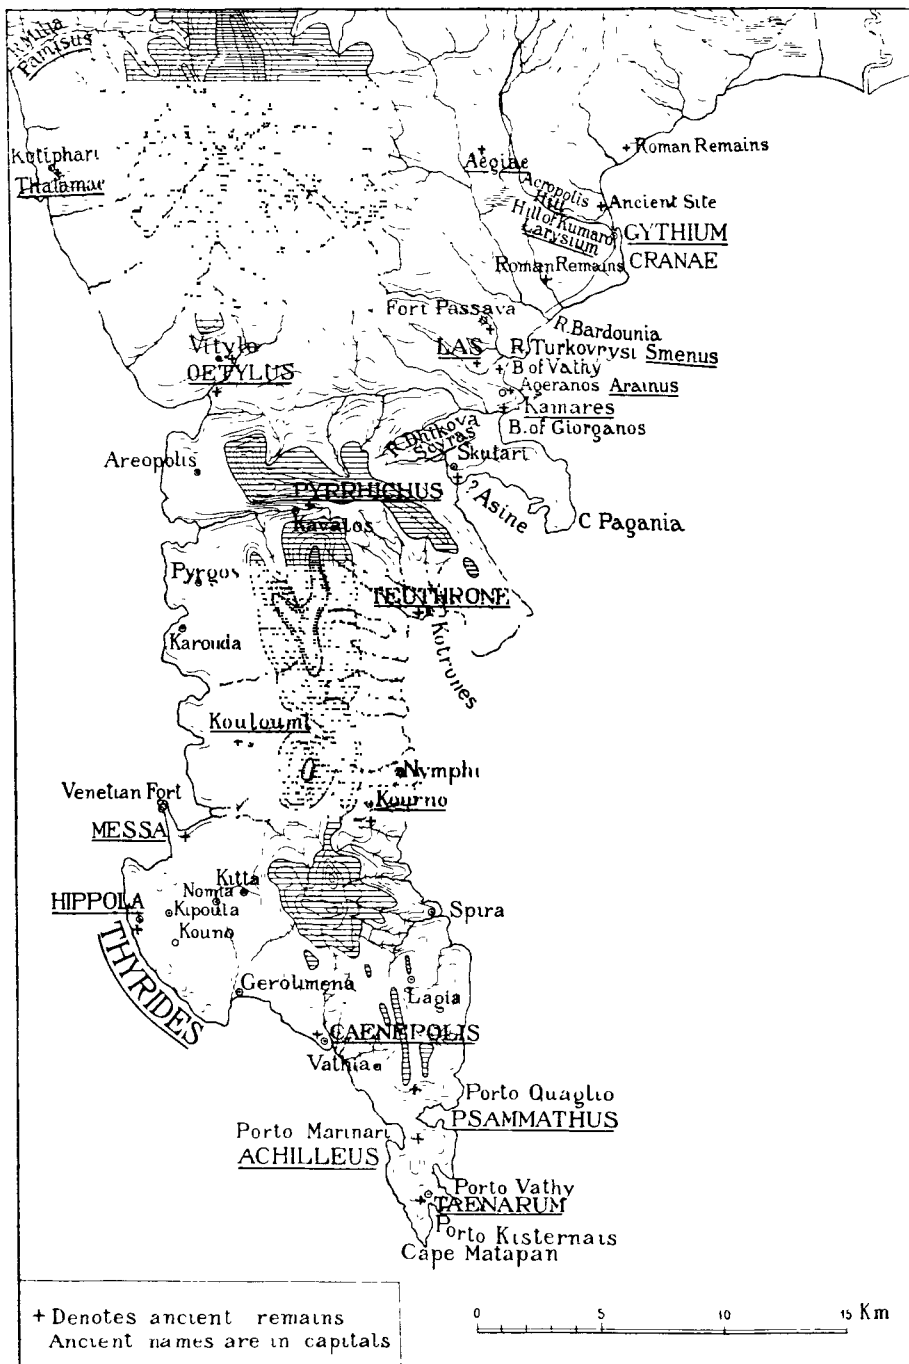 R. Milia
Pamisus
Kutiphari
Thalamae
Aegiae
Roman Remains
Acropolis
Hill
Ancient Site
Hill of Kumaro
Larysium
GYTHIUM
CRANAE
Roman Remains
Fort Passava
R. Bardounia
Vitylo
LAS
R. Turkovrysi Smenus
OETYLUS
B of Vathy
Ageranos Arainus
Kamares
B. of Giorganos
R. Dhikova
Scyras
Skutari
Areopolis
PYRRHICHUS
? Asine
C Pagania
Kavalos
Pyrgos
TEUTHRONE
Karouda
Kotrones
Kouloumi
Nymphi
Venetian Fort
Kourno
MESSA
Kitta
Nomia
HIPPOLA
Kipoula
Spira
Kouno
THYRIDES
Gerolimena
Lagia
CAENEPOLIS
Vathia
Porto Quaglio
PSAMMATHUS
Porto Marinari
ACHILLEUS
Porto Vathy
TAENARUM
Porto Kisternais
Cape Matapan
+ Denotes ancient remains
Ancient names are in capitals
0 5 10 15 Km